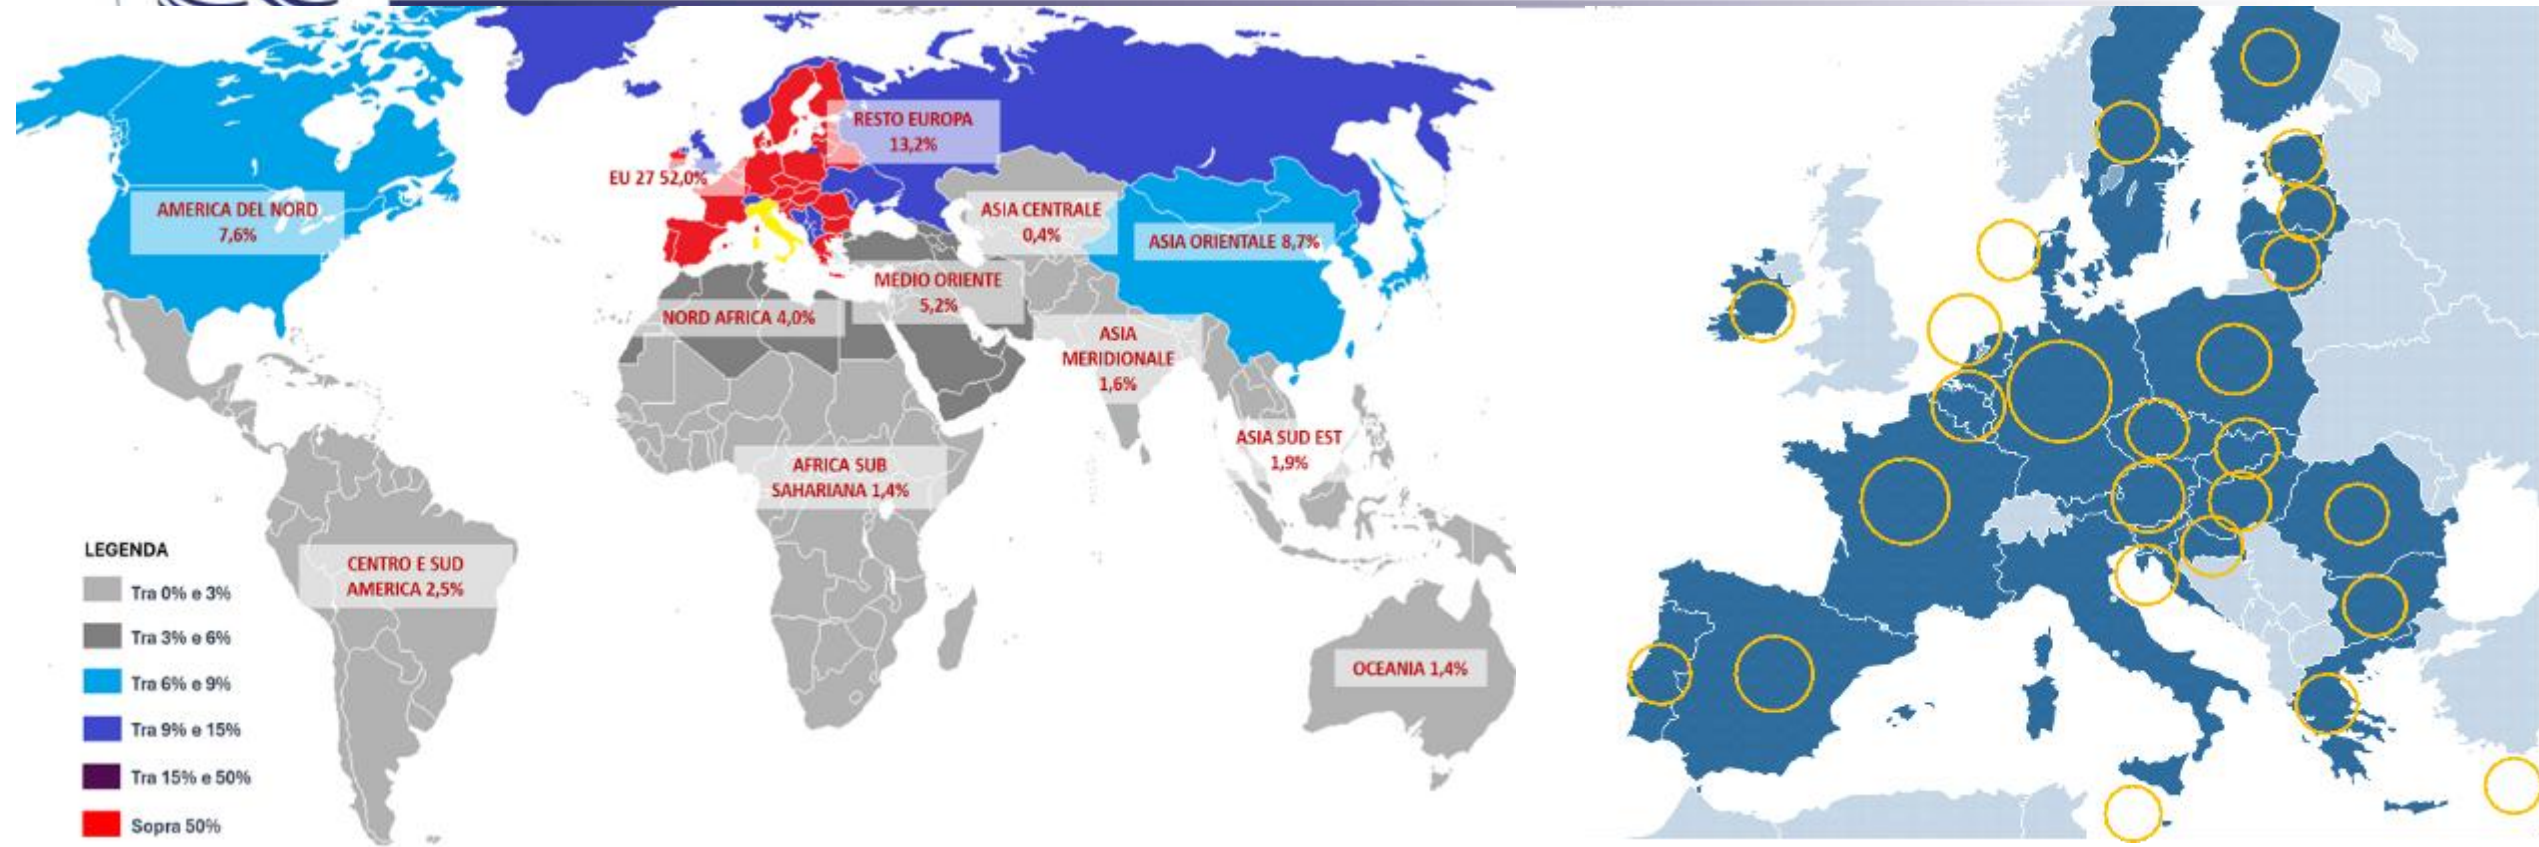 RESTO EUROPA
13,2%
EU 27 52,0%
AMERICA DEL NORD
7,6%
ASIA CENTRALE
0,4%
ASIA ORIENTALE 8,7%
MEDIO ORIENTE
5,2%
NORD AFRICA 4,0%
ASIA
MERIDIONALE
1,6%
ASIA SUD EST
1,9%
AFRICA SUB
SAHARIANA 1,4%
CENTRO E SUD
AMERICA 2,5%
OCEANIA 1,4%
LEGENDA
Tra 0% e 3%
Tra 3% e 6%
Tra 6% e 9%
Tra 9% e 15%
Tra 15% e 50%
Sopra 50%